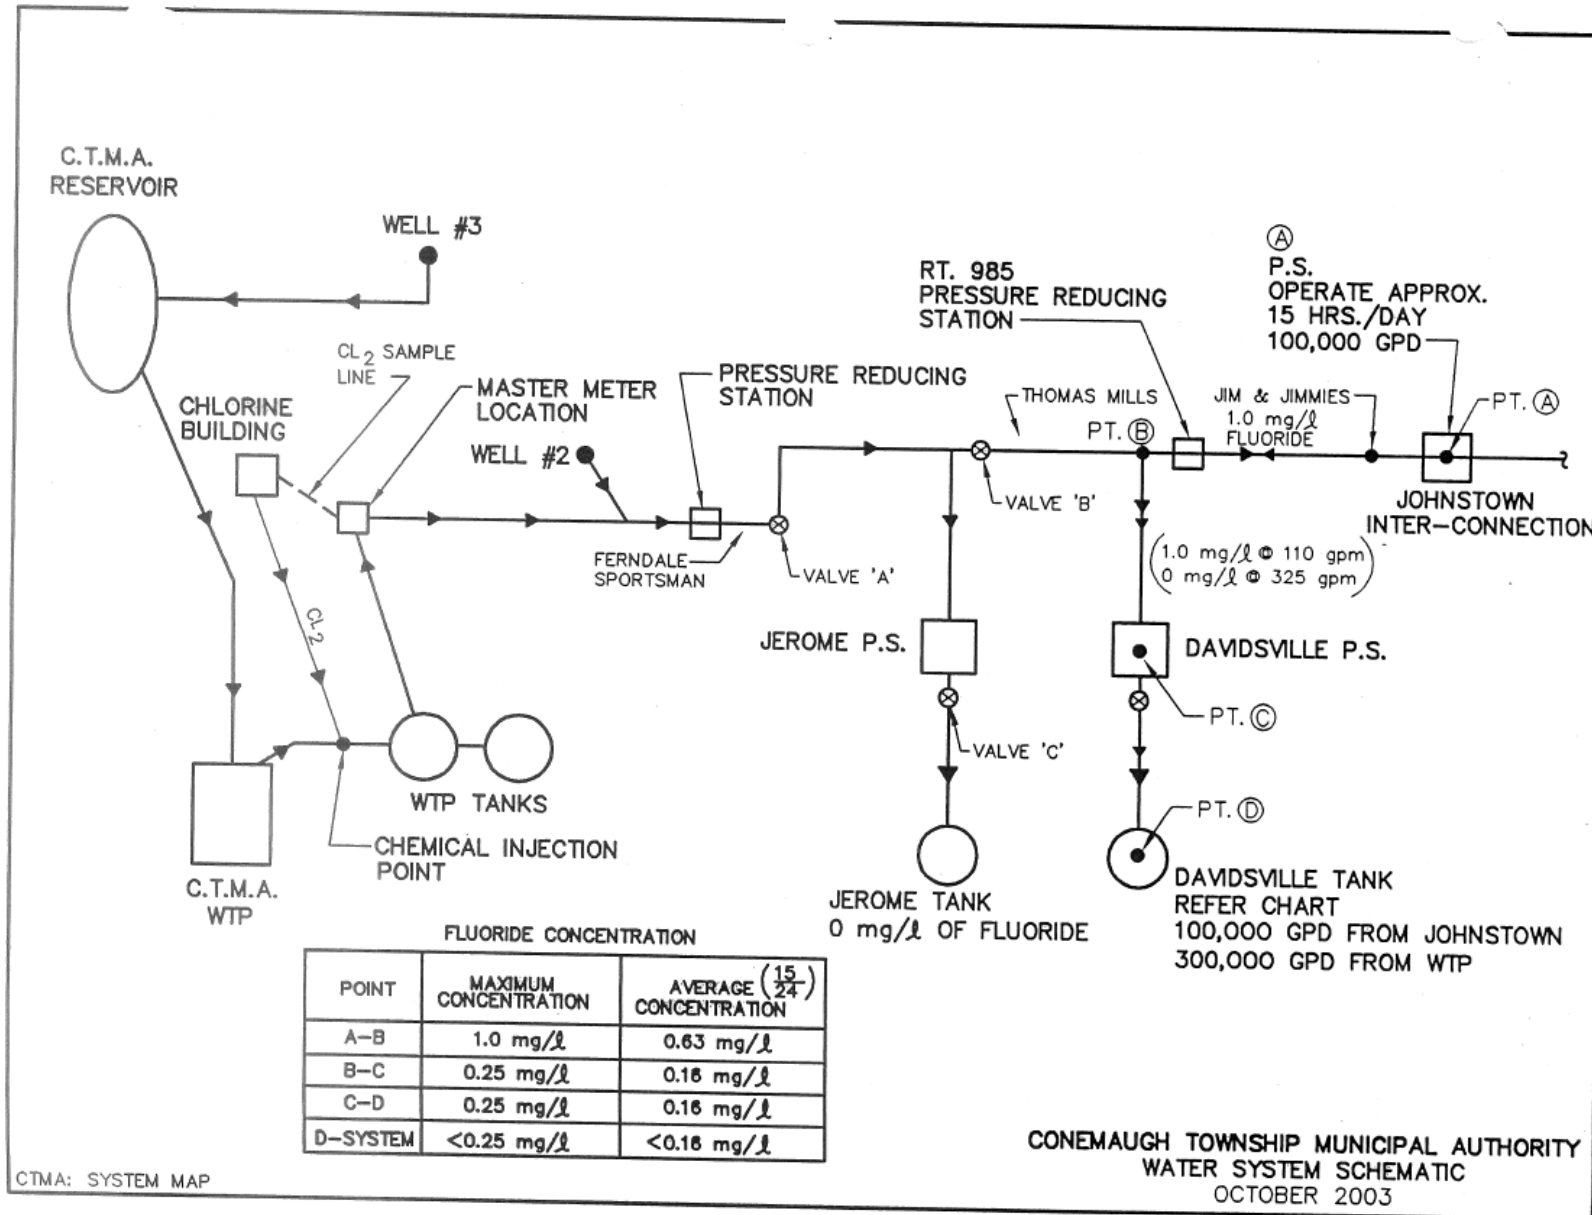 C.T.M.A.
RESERVOIR
WELL #3
CL2 SAMPLE
LINE
CHLORINE
BUILDING
MASTER METER
LOCATION
WELL #2
PRESSURE REDUCING
STATION
RT. 985
PRESSURE REDUCING
STATION
Ⓐ
P.S.
OPERATE APPROX.
15 HRS./DAY
100,000 GPD
THOMAS MILLS
PT. Ⓑ
JIM & JIMMIES
1.0 mg/ℓ
FLUORIDE
PT. Ⓐ
VALVE 'B'
JOHNSTOWN
INTER-CONNECTION
FERNDALE
SPORTSMAN
VALVE 'A'
(1.0 mg/ℓ @ 110 gpm
0 mg/ℓ @ 325 gpm)
CL2
JEROME P.S.
DAVIDSVILLE P.S.
PT. Ⓒ
VALVE 'C'
WTP TANKS
PT. Ⓓ
CHEMICAL INJECTION
POINT
C.T.M.A.
WTP
JEROME TANK
0 mg/ℓ OF FLUORIDE
DAVIDSVILLE TANK
REFER CHART
100,000 GPD FROM JOHNSTOWN
300,000 GPD FROM WTP
FLUORIDE CONCENTRATION
POINT MAXIMUM CONCENTRATION AVERAGE (15/24) CONCENTRATION
A-B 1.0 mg/ℓ 0.63 mg/ℓ
B-C 0.25 mg/ℓ 0.16 mg/ℓ
C-D 0.25 mg/ℓ 0.16 mg/ℓ
D-SYSTEM <0.25 mg/ℓ <0.16 mg/ℓ
CONEMAUGH TOWNSHIP MUNICIPAL AUTHORITY
WATER SYSTEM SCHEMATIC
OCTOBER 2003
CTMA: SYSTEM MAP